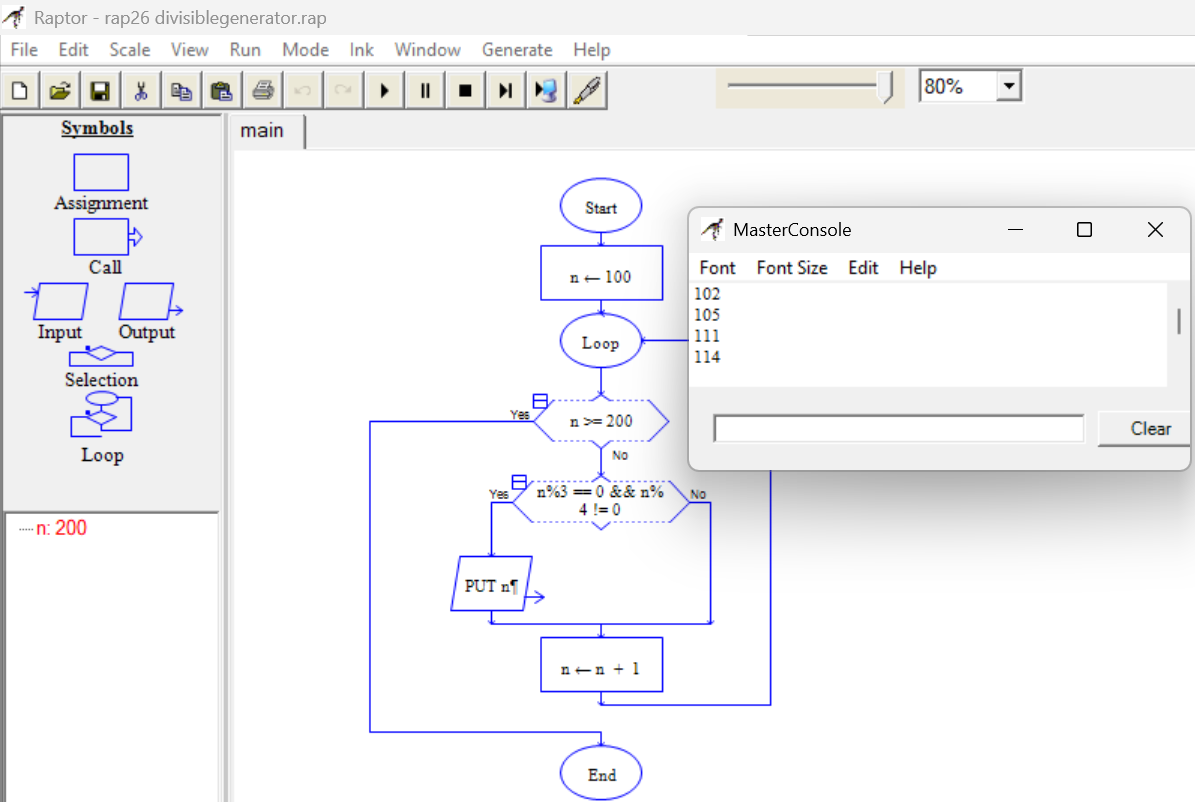 Raptor - rap26 divisiblegenerator.rap
File Edit Scale View Run Mode Ink Window Generate Help
80%
Symbols
Assignment
Call
Input Output
Selection
Loop
n: 200
main
Start
n ← 100
Loop
Yes
n >= 200
No
Yes
n%3 == 0 && n%
4 != 0
No
PUT n¶
n ← n + 1
End
MasterConsole
Font Font Size Edit Help
102
105
111
114
Clear